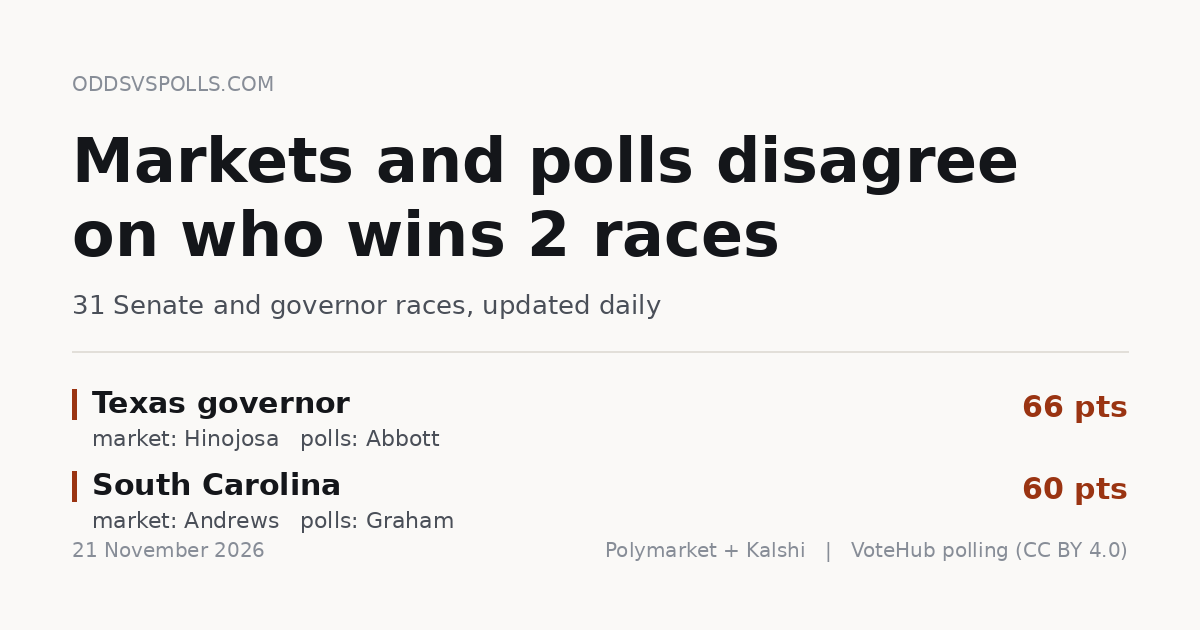 ODDSVSPOLLS.COM
Markets and polls disagree
on who wins 2 races
31 Senate and governor races, updated daily
Texas governor
66 pts
market: Hinojosa polls: Abbott
South Carolina
60 pts
market: Andrews polls: Graham
21 November 2026
Polymarket + Kalshi | VoteHub polling (CC BY 4.0)